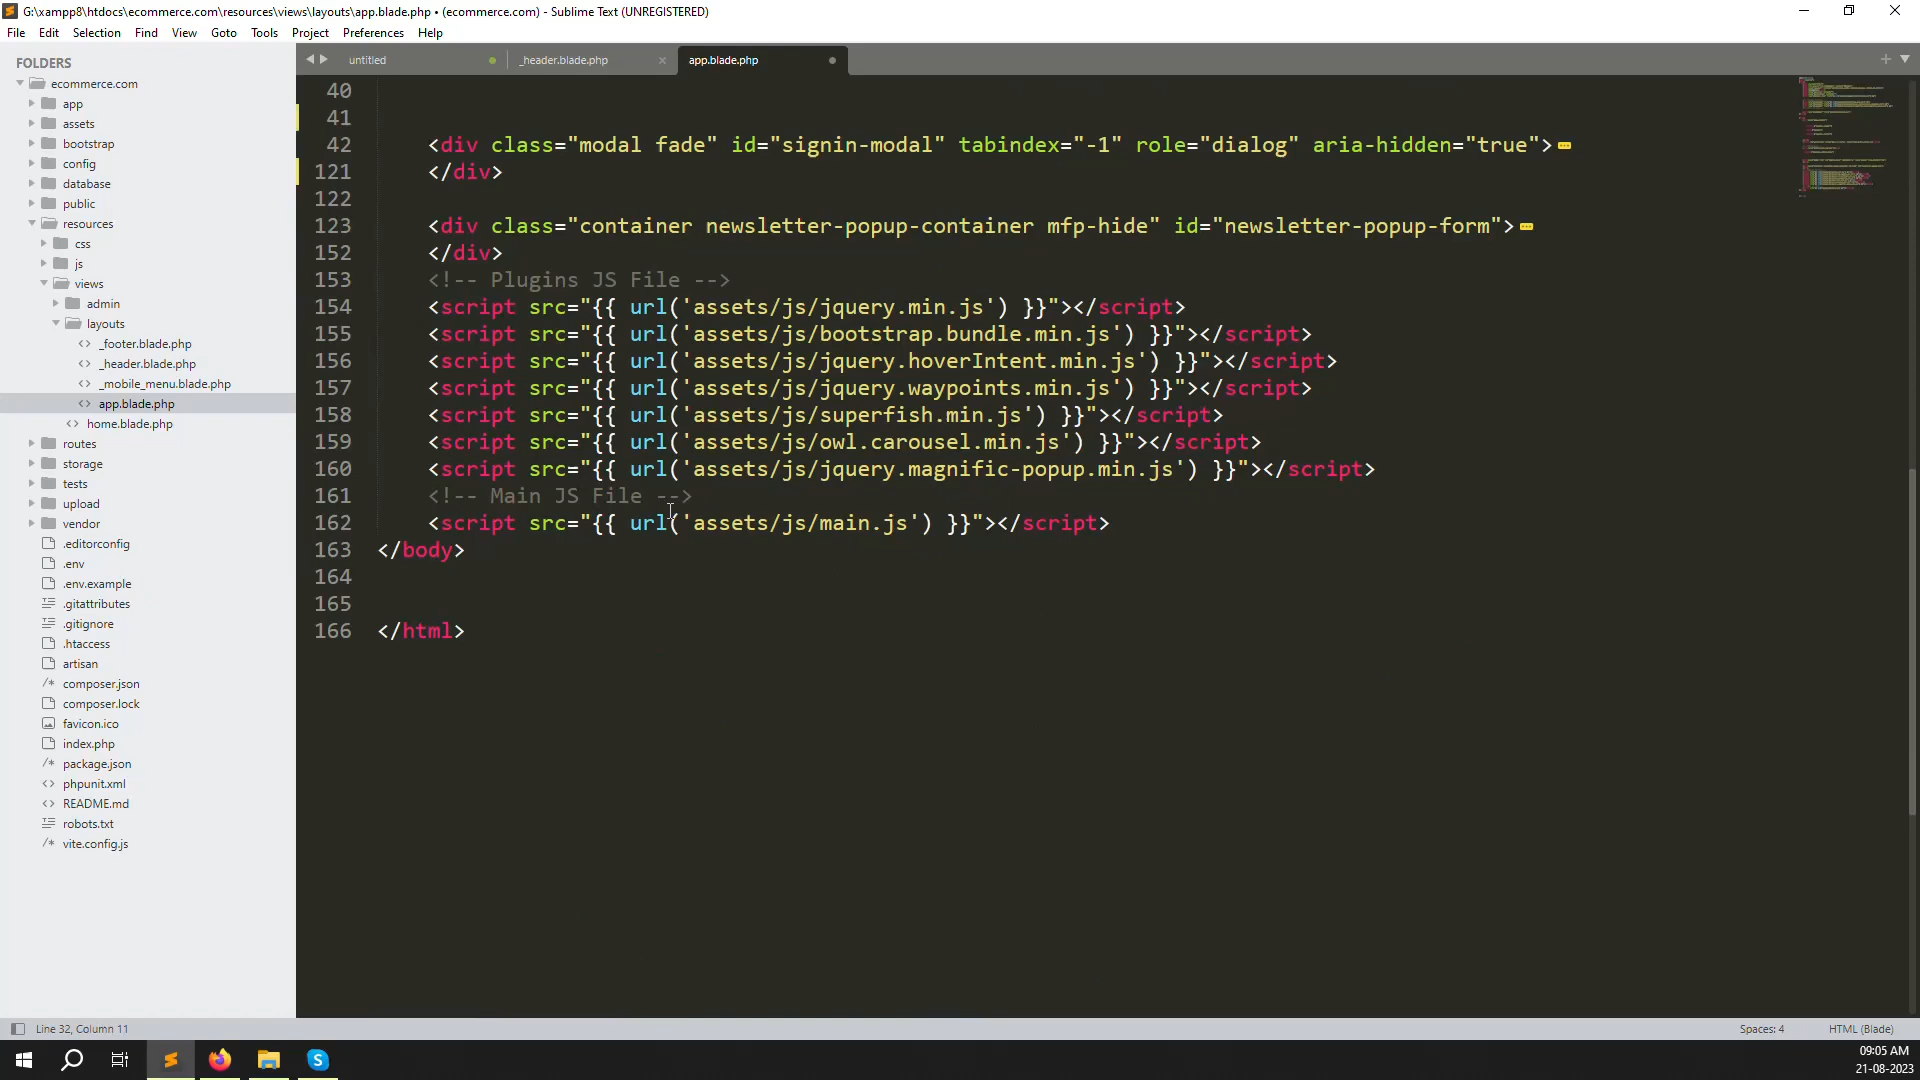 G:\xampp8\htdocs\ecommerce.com\resources\views\layouts\app.blade.php • (ecommerce.com) - Sublime Text (UNREGISTERED)
File Edit Selection Find View Goto Tools Project Preferences Help
FOLDERS
ecommerce.com
app
assets
bootstrap
config
database
public
resources
css
js
views
admin
layouts
_footer.blade.php
_header.blade.php
_mobile_menu.blade.php
app.blade.php
home.blade.php
routes
storage
tests
upload
vendor
.editorconfig
.env
.env.example
.gitattributes
.gitignore
.htaccess
artisan
composer.json
composer.lock
favicon.ico
index.php
package.json
phpunit.xml
README.md
robots.txt
vite.config.js
untitled _header.blade.php app.blade.php
40
41
42 <div class="modal fade" id="signin-modal" tabindex="-1" role="dialog" aria-hidden="true">
121 </div>
122
123 <div class="container newsletter-popup-container mfp-hide" id="newsletter-popup-form">
152 </div>
153 <!-- Plugins JS File -->
154 <script src="{{ url('assets/js/jquery.min.js') }}"></script>
155 <script src="{{ url('assets/js/bootstrap.bundle.min.js') }}"></script>
156 <script src="{{ url('assets/js/jquery.hoverIntent.min.js') }}"></script>
157 <script src="{{ url('assets/js/jquery.waypoints.min.js') }}"></script>
158 <script src="{{ url('assets/js/superfish.min.js') }}"></script>
159 <script src="{{ url('assets/js/owl.carousel.min.js') }}"></script>
160 <script src="{{ url('assets/js/jquery.magnific-popup.min.js') }}"></script>
161 <!-- Main JS File -->
162 <script src="{{ url('assets/js/main.js') }}"></script>
163 </body>
164
165
166 </html>
Line 32, Column 11
Spaces: 4 HTML (Blade)
09:05 AM
21-08-2023